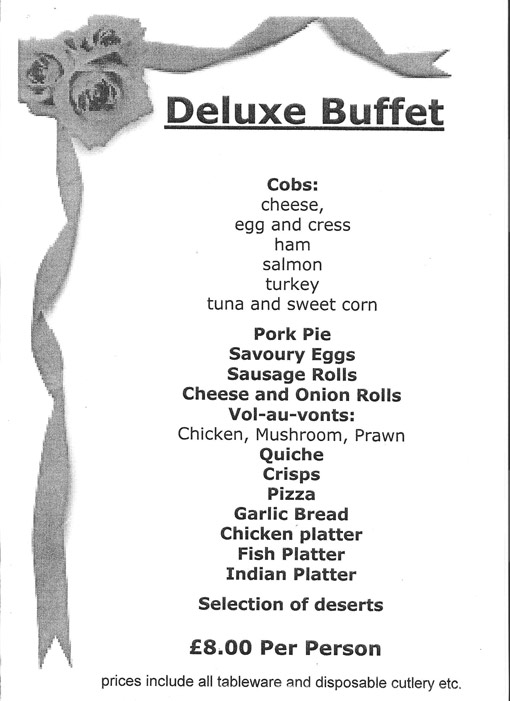 Deluxe Buffet
Cobs:
cheese,
egg and cress
ham
salmon
turkey
tuna and sweet corn
Pork Pie
Savoury Eggs
Sausage Rolls
Cheese and Onion Rolls
Vol-au-vonts:
Chicken, Mushroom, Prawn
Quiche
Crisps
Pizza
Garlic Bread
Chicken platter
Fish Platter
Indian Platter
Selection of deserts
£8.00 Per Person
prices include all tableware and disposable cutlery etc.